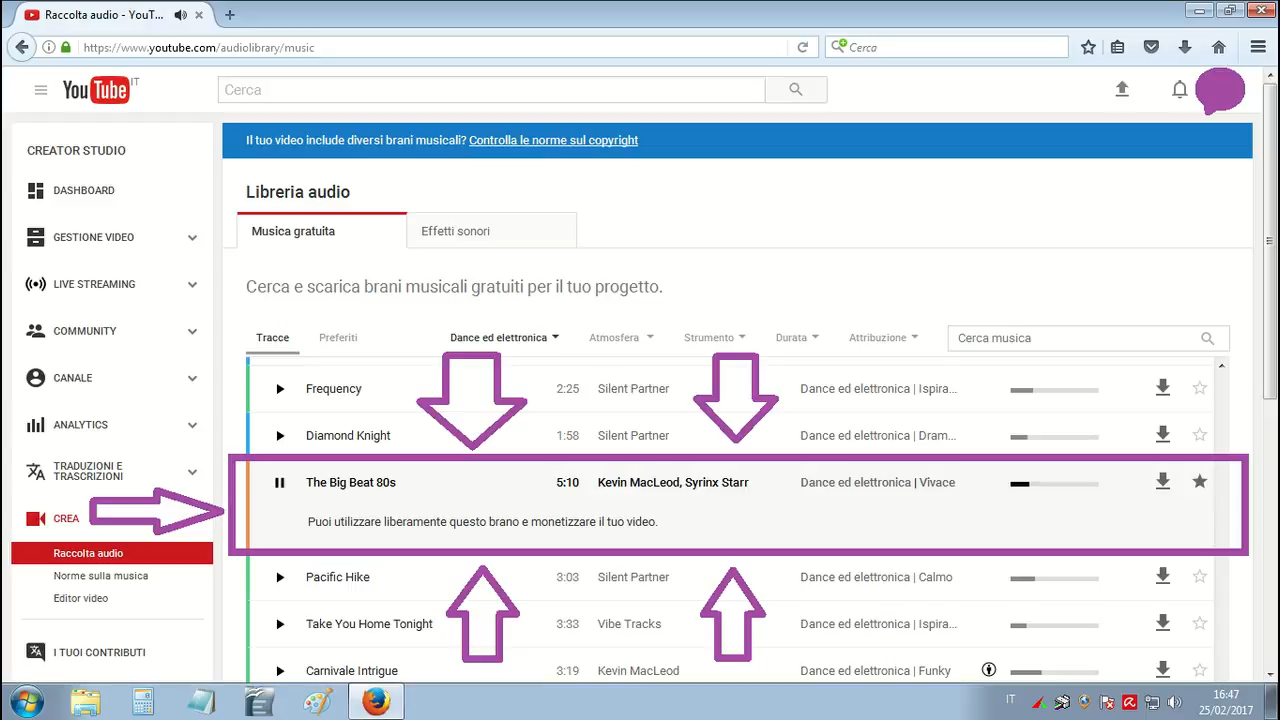 Raccolta audio - YouT...
https://www.youtube.com/audiolibrary/music
Cerca
YouTube IT
Cerca
CREATOR STUDIO
DASHBOARD
GESTIONE VIDEO
LIVE STREAMING
COMMUNITY
CANALE
ANALYTICS
TRADUZIONI E
TRASCRIZIONI
CREA
Raccolta audio
Norme sulla musica
Editor video
I TUOI CONTRIBUTI
Il tuo video include diversi brani musicali? Controlla le norme sul copyright
Libreria audio
Musica gratuita Effetti sonori
Cerca e scarica brani musicali gratuiti per il tuo progetto.
Tracce Preferiti Dance ed elettronica Atmosfera Strumento Durata Attribuzione Cerca musica
Frequency 2:25 Silent Partner Dance ed elettronica | Ispira...
Diamond Knight 1:58 Silent Partner Dance ed elettronica | Dram...
The Big Beat 80s 5:10 Kevin MacLeod, Syrinx Starr Dance ed elettronica | Vivace
Puoi utilizzare liberamente questo brano e monetizzare il tuo video.
Pacific Hike 3:03 Silent Partner Dance ed elettronica | Calmo
Take You Home Tonight 3:33 Vibe Tracks Dance ed elettronica | Ispira...
Carnivale Intrigue 3:19 Kevin MacLeod Dance ed elettronica | Funky
IT
16:47
25/02/2017